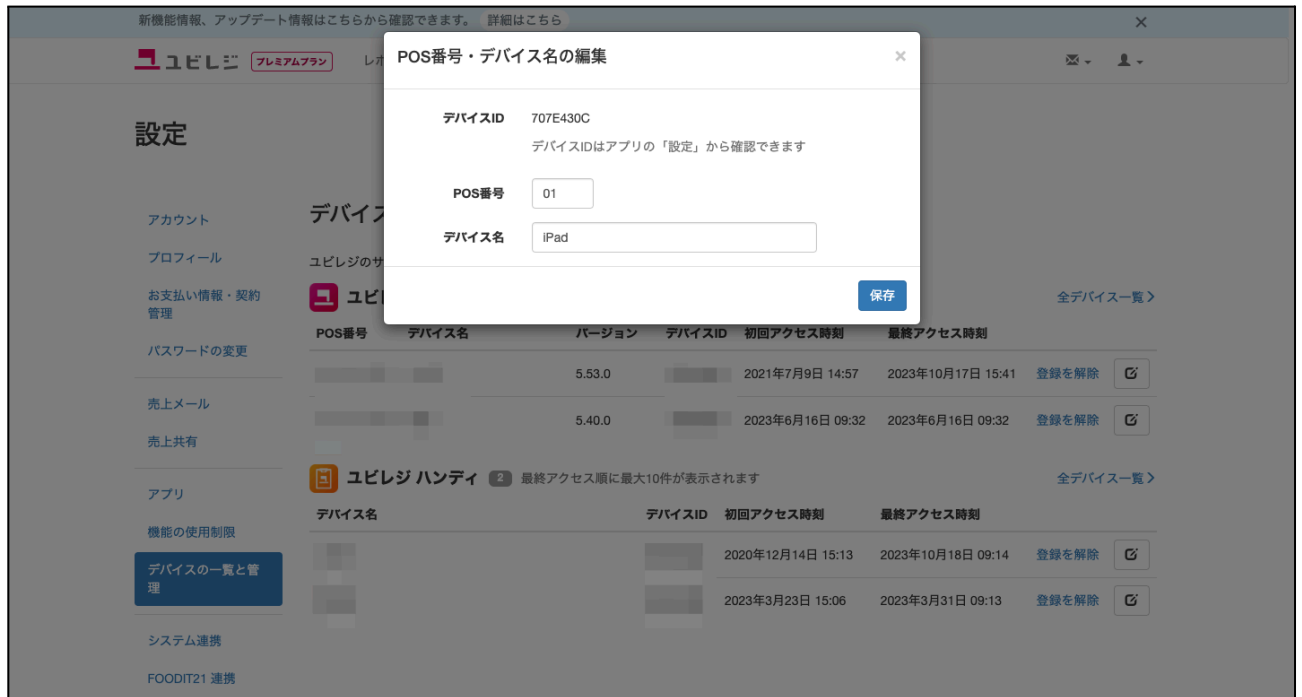 新機能情報、アップデート情報はこちらから確認できます。 詳細はこちら ×
ユビレジ プレミアムプラン レポ
POS番号・デバイス名の編集 ×
デバイスID 707E430C
デバイスIDはアプリの「設定」から確認できます
POS番号 01
デバイス名 iPad
保存
設定
アカウント
プロフィール
お支払い情報・契約
管理
パスワードの変更
売上メール
売上共有
アプリ
機能の使用制限
デバイスの一覧と管
理
システム連携
FOODIT21 連携
デバイス
ユビレジのサ
ユビレ 全デバイス一覧
POS番号 デバイス名 バージョン デバイスID 初回アクセス時刻 最終アクセス時刻
5.53.0 2021年7月9日 14:57 2023年10月17日 15:41 登録を解除
5.40.0 2023年6月16日 09:32 2023年6月16日 09:32 登録を解除
ユビレジ ハンディ 2 最終アクセス順に最大10件が表示されます 全デバイス一覧
デバイス名 デバイスID 初回アクセス時刻 最終アクセス時刻
2020年12月14日 15:13 2023年10月18日 09:14 登録を解除
2023年3月23日 15:06 2023年3月31日 09:13 登録を解除